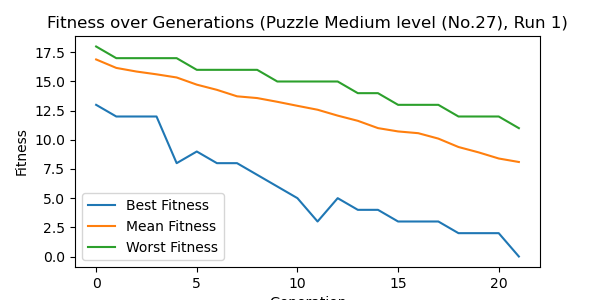 Fitness over Generations (Puzzle Medium level (No.27), Run 1)
17.5
15.0
12.5
10.0
7.5
5.0
2.5
0.0
Fitness
Best Fitness
Mean Fitness
Worst Fitness
0 5 10 15 20
Generation